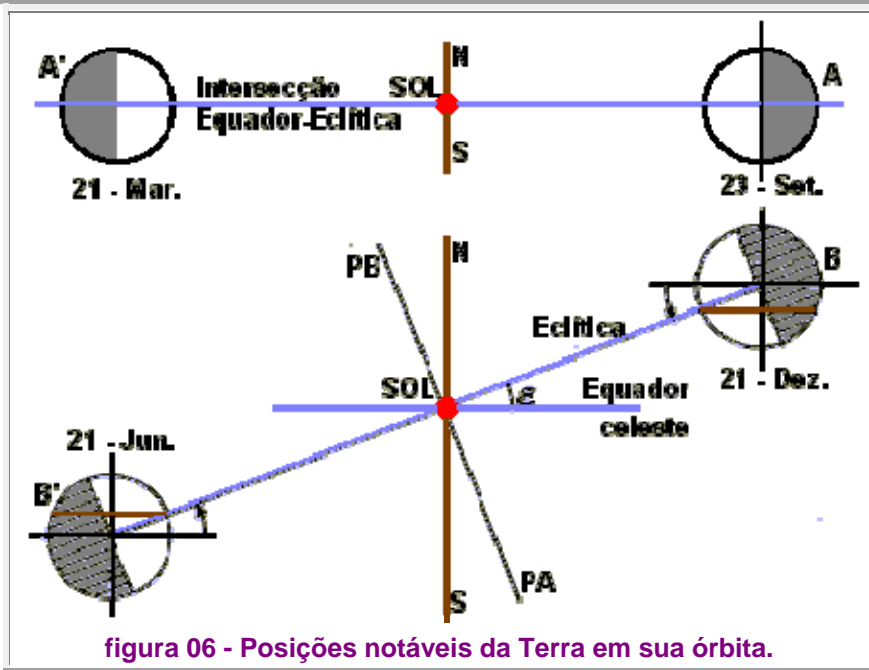 N
A'
Intersecção SOL
A
Equador-Eclítica
S
21 - Mar.
23 - Set.
PB
N
B
Eclítica
SOL
ε
Equador
21 - Dez.
celeste
21 - Jun.
B'
PA
S
figura 06 - Posições notáveis da Terra em sua órbita.